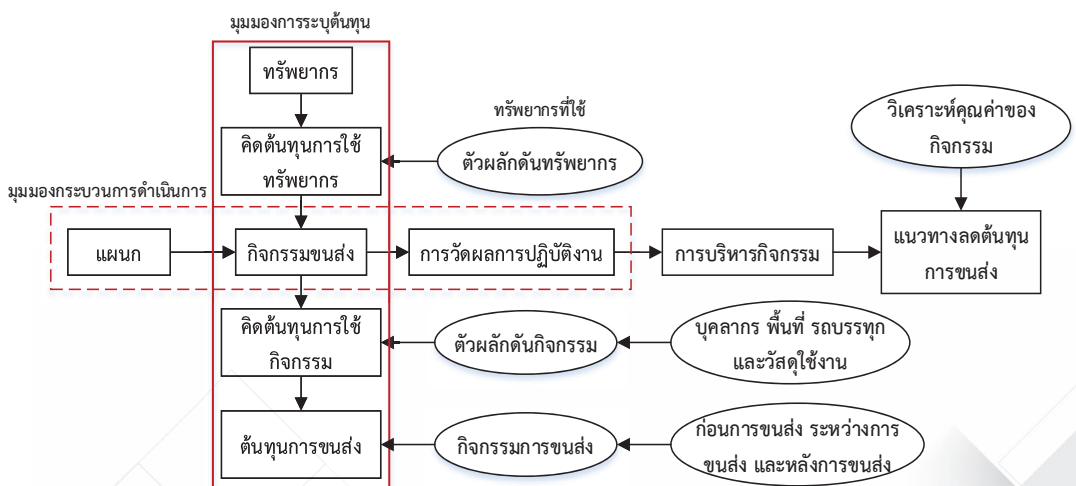 มุมมองการระบุต้นทุน
ทรัพยากร
ทรัพยากรที่ใช้
วิเคราะห์คุณค่าของ
กิจกรรม
คิดต้นทุนการใช้
ทรัพยากร
ตัวผลักดันทรัพยากร
มุมมองกระบวนการดำเนินการ
แผนก
กิจกรรมขนส่ง
การวัดผลการปฏิบัติงาน
การบริหารกิจกรรม
แนวทางลดต้นทุน
การขนส่ง
คิดต้นทุนการใช้
กิจกรรม
ตัวผลักดันกิจกรรม
บุคลากร พื้นที่ รถบรรทุก
และวัสดุใช้งาน
ต้นทุนการขนส่ง
กิจกรรมการขนส่ง
ก่อนการขนส่ง ระหว่างการ
ขนส่ง และหลังการขนส่ง